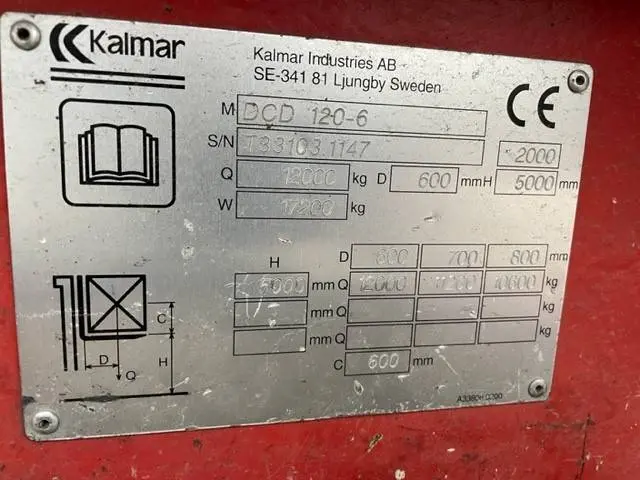 Kalmar
Kalmar Industries AB
SE-341 81 Ljungby Sweden
CE
M DCD 120-6
S/N T33103.1147 2000
Q 12000 kg D 600 mm H 5000 mm
W 17200 kg
H D 600 700 800 mm
5000 mm Q 12000 10600 kg
mm Q kg
mm Q kg
C 600 mm
C
D H
Q